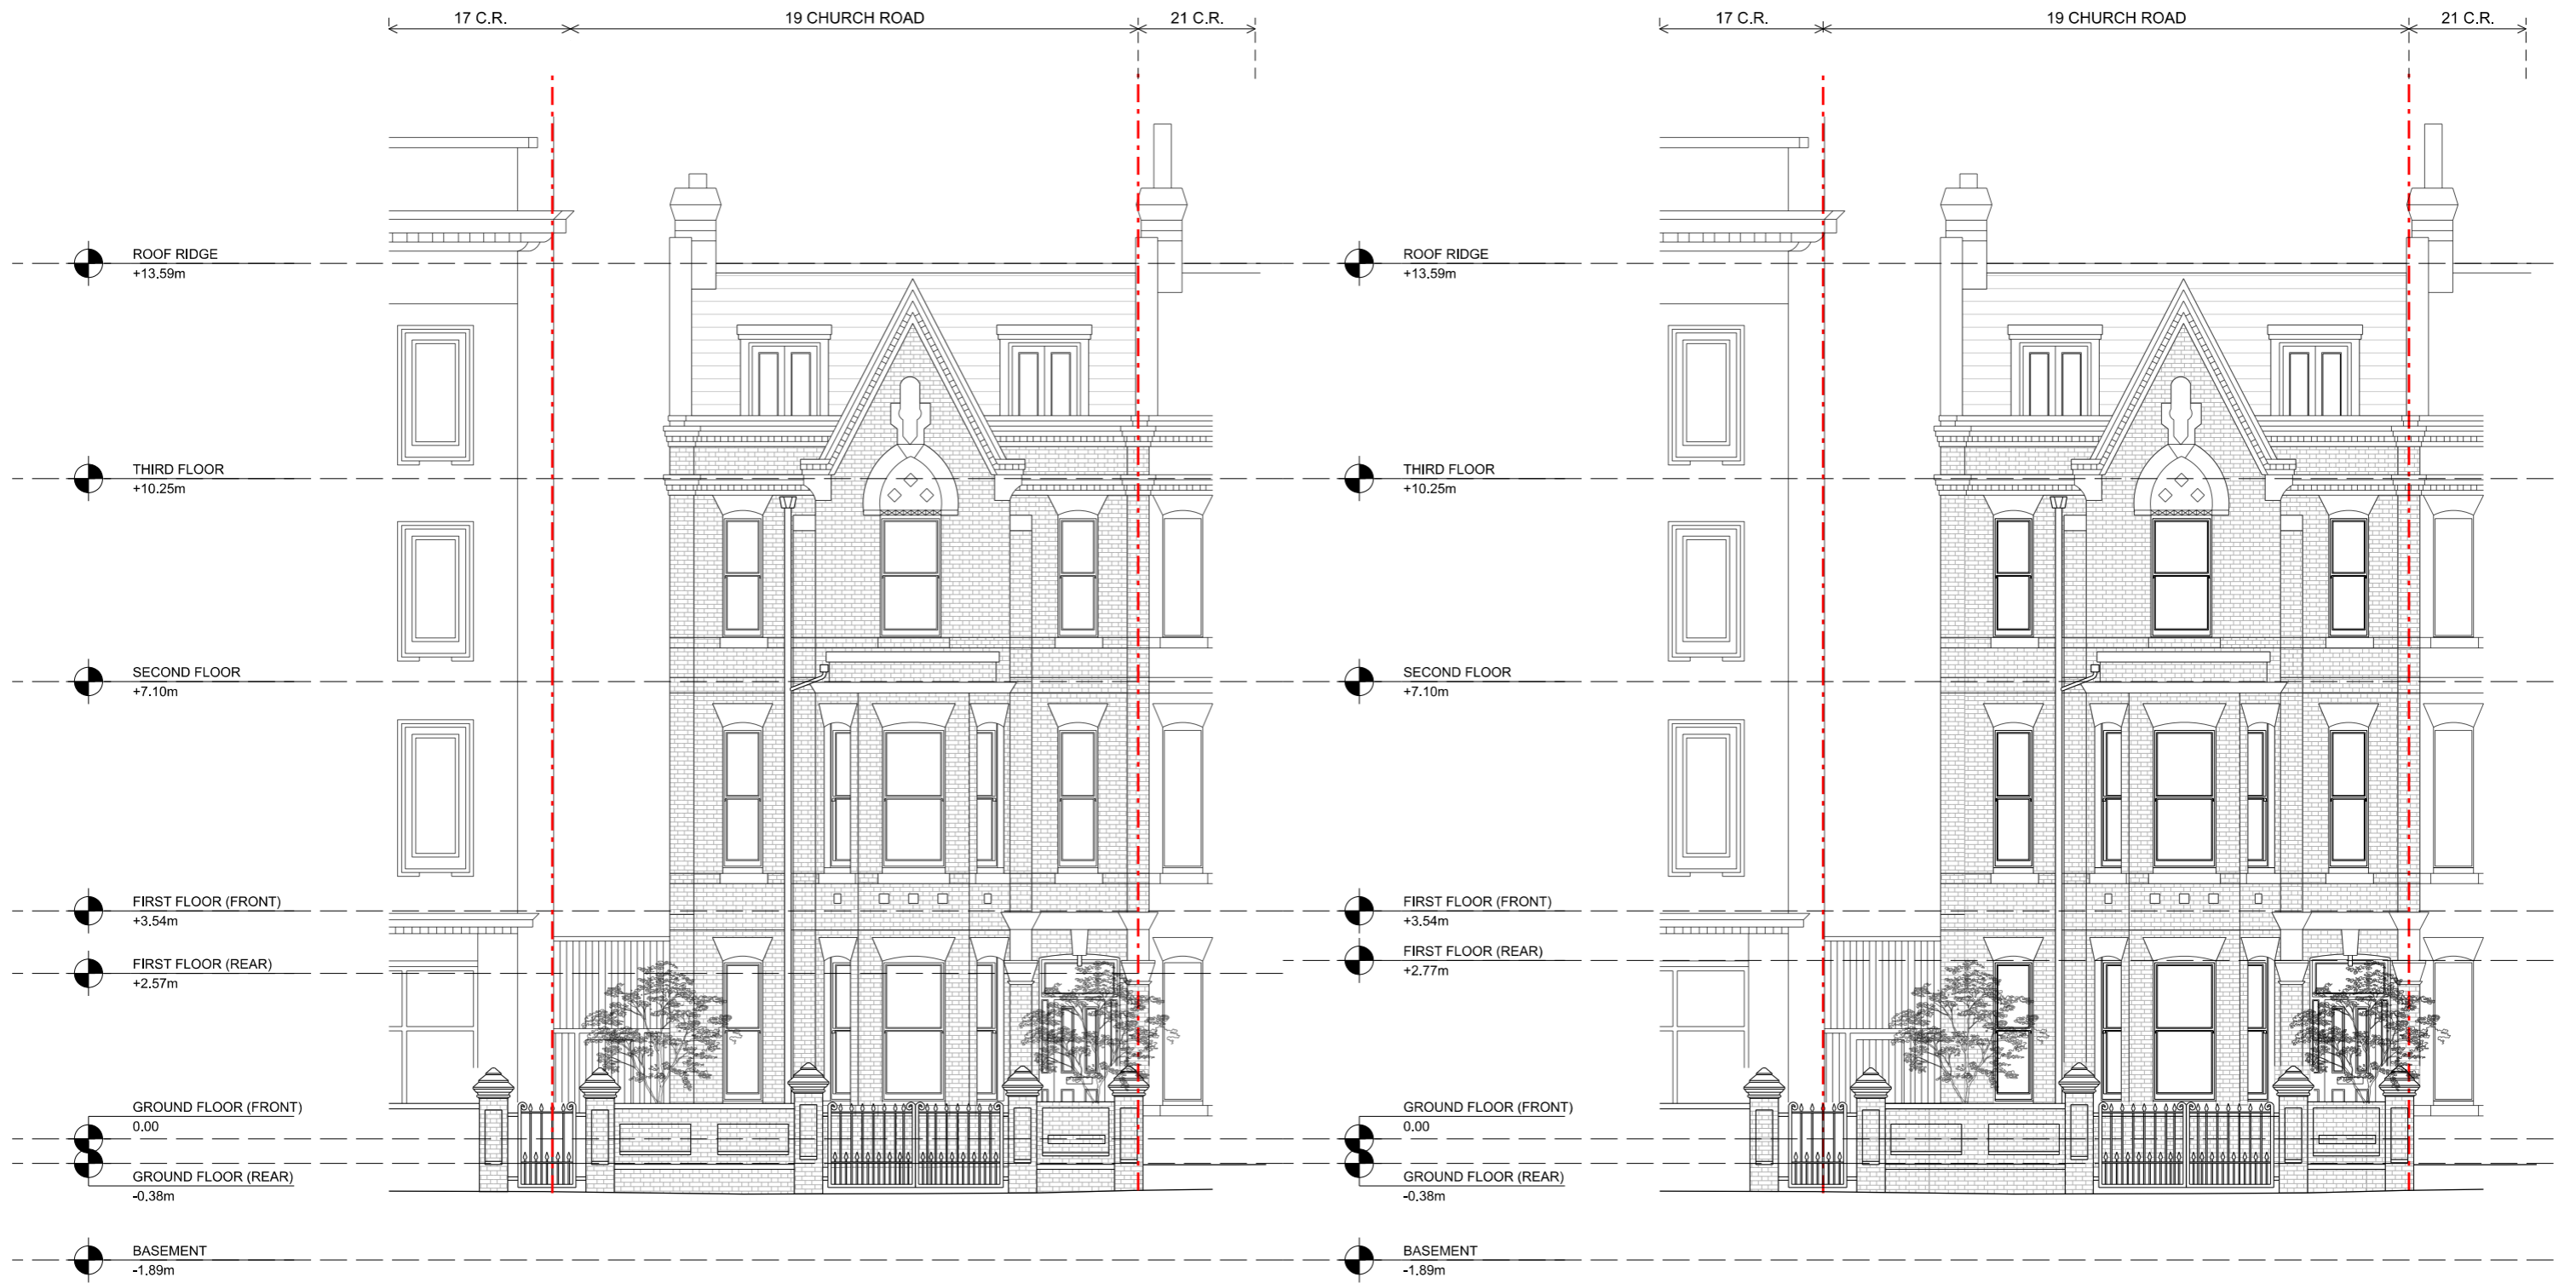 17 C.R.
19 CHURCH ROAD
21 C.R.
ROOF RIDGE
+13.59m
THIRD FLOOR
+10.25m
SECOND FLOOR
+7.10m
FIRST FLOOR (FRONT)
+3.54m
FIRST FLOOR (REAR)
+2.57m
GROUND FLOOR (FRONT)
0.00
GROUND FLOOR (REAR)
-0.38m
BASEMENT
-1.89m
17 C.R.
19 CHURCH ROAD
21 C.R.
ROOF RIDGE
+13.59m
THIRD FLOOR
+10.25m
SECOND FLOOR
+7.10m
FIRST FLOOR (FRONT)
+3.54m
FIRST FLOOR (REAR)
+2.77m
GROUND FLOOR (FRONT)
0.00
GROUND FLOOR (REAR)
-0.38m
BASEMENT
-1.89m